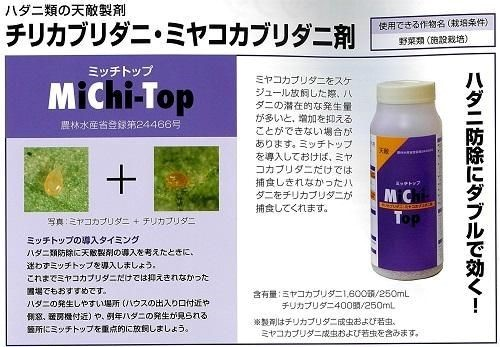 ハダニ類の天敵製剤
チリカブリダニ・ミヤコカブリダニ剤
使用できる作物名（栽培条件）
野菜類（施設栽培）
ミッチトップ
MiChi-Top
農林水産省登録第24466号
＋
写真：ミヤコカブリダニ ＋ チリカブリダニ
ミッチトップの導入タイミング
ハダニ類防除に天敵製剤の導入を考えたときに、
迷わずミッチトップを導入しましょう。
これまでミヤコカブリダニだけでは抑えきれなかった
圃場でもおすすめです。
ハダニの発生しやすい場所（ハウスの出入り口付近や
窓際、暖房機付近）や、例年ハダニの発生が見られる
箇所にミッチトップを重点的に放飼しましょう。
ミヤコカブリダニをスケ
ジュール放飼した際、ハ
ダニの潜在的な発生量
が多いと、増加を抑える
ことができない場合が
あります。ミッチトップ
を導入しておけば、ミヤ
コカブリダニだけでは
捕食しきれなかったハ
ダニをチリカブリダニが
捕食してくれます。
天敵
ミッチトップ
MiChi-
Top
ハダニ防除にダブルで効く！
含有量：ミヤコカブリダニ1,600頭/250mL
チリカブリダニ400頭/250mL
※製剤はチリカブリダニ成虫および若虫、
ミヤコカブリダニ成虫および若虫を含みます。